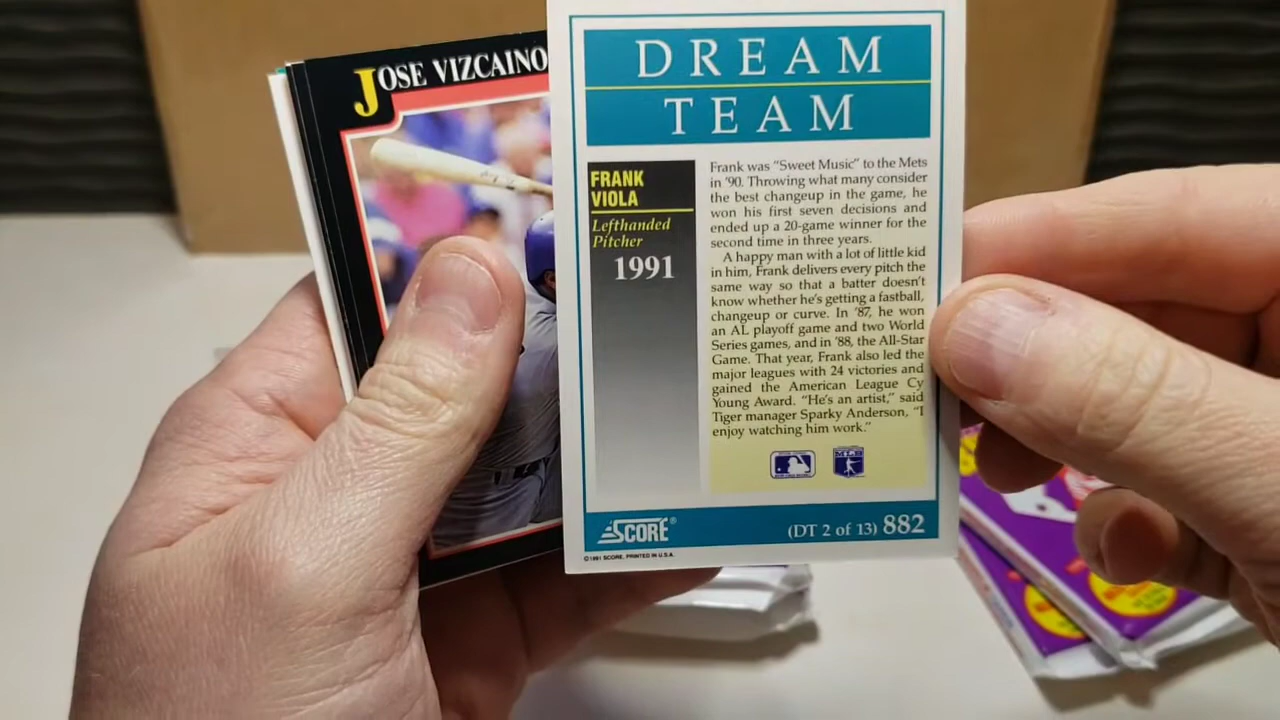 JOSE VIZCAINO
DREAM
TEAM
FRANK
VIOLA
Lefthanded
Pitcher
1991
Frank was “Sweet Music” to the Mets
in ’90. Throwing what many consider
the best changeup in the game, he
won his first seven decisions and
ended up a 20-game winner for the
second time in three years.
A happy man with a lot of little kid
in him, Frank delivers every pitch the
same way so that a batter doesn’t
know whether he’s getting a fastball,
changeup or curve. In ’87, he won
an AL playoff game and two World
Series games, and in ’88, the All-Star
Game. That year, Frank also led the
major leagues with 24 victories and
gained the American League Cy
Young Award. “He’s an artist,” said
Tiger manager Sparky Anderson, “I
enjoy watching him work.”
SCORE®
(DT 2 of 13) 882
©1991 SCORE, PRINTED IN U.S.A.